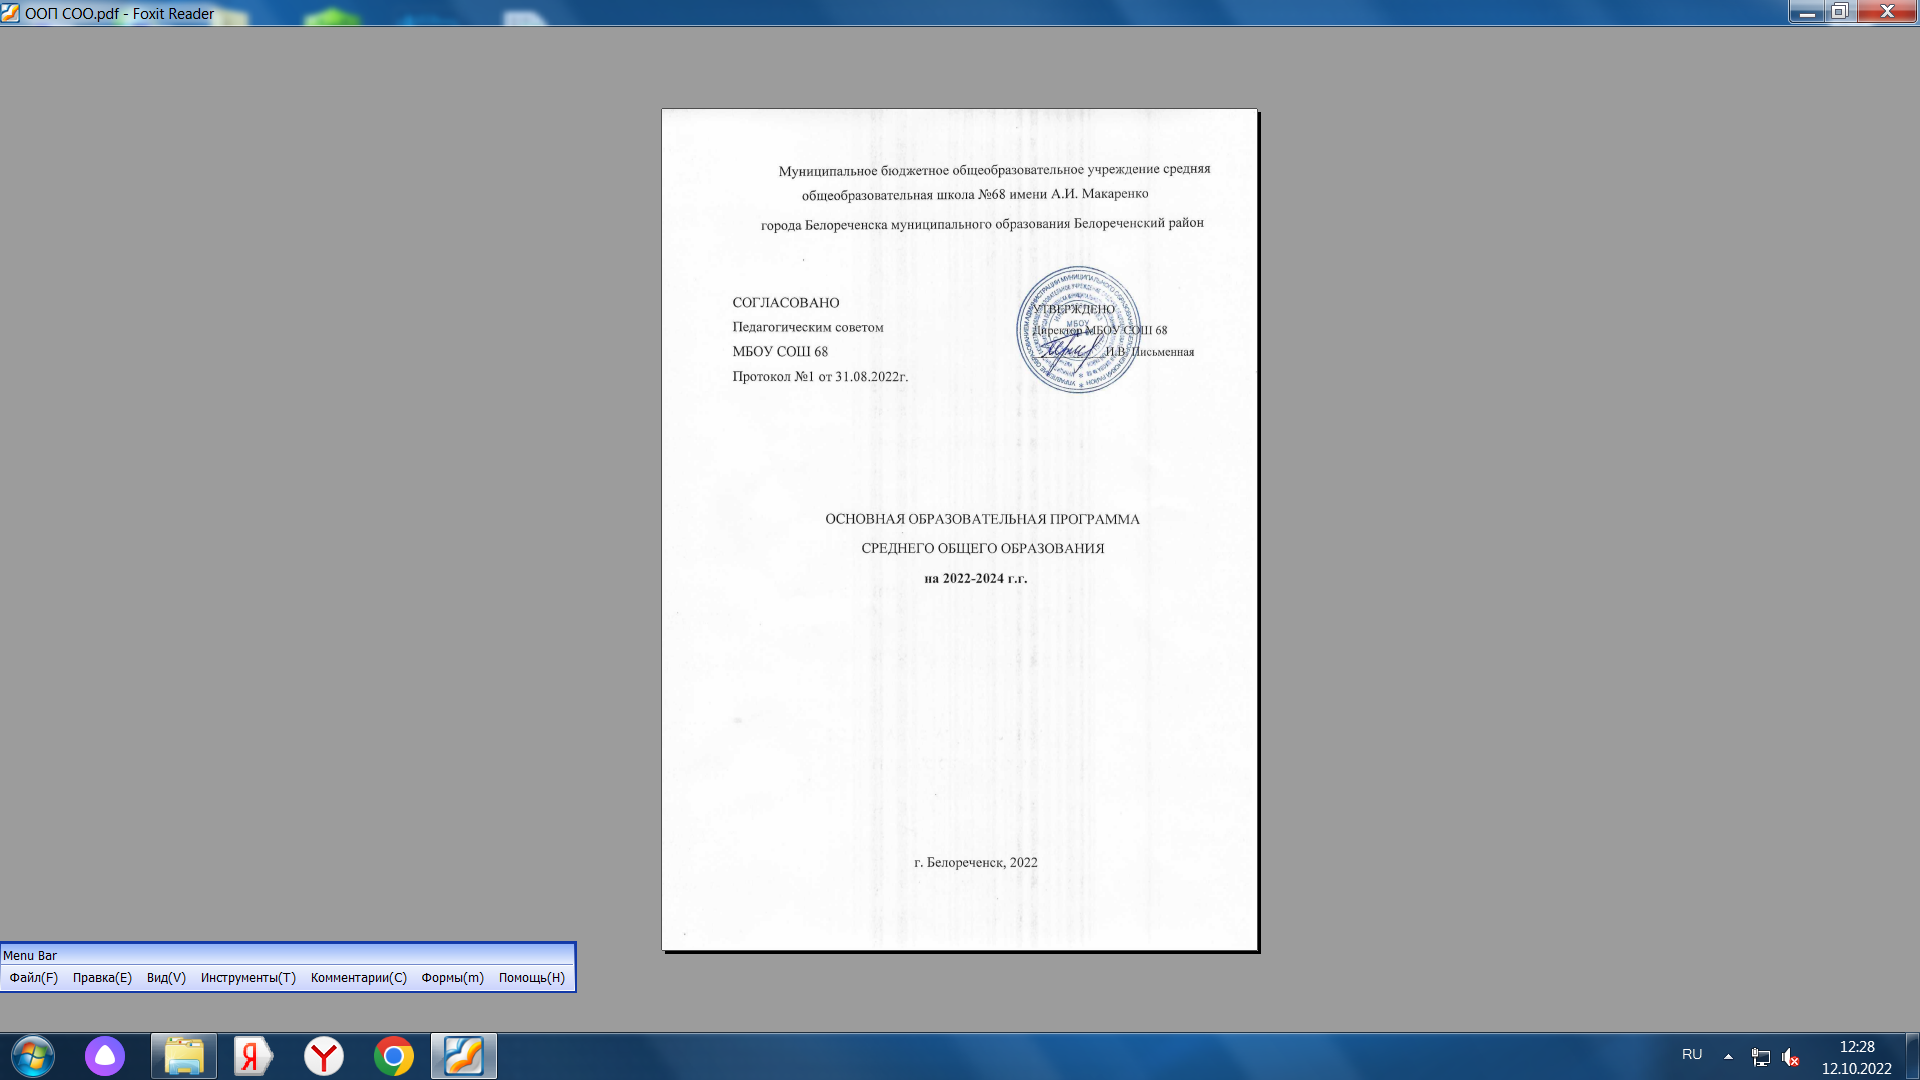 ООП СОО.pdf - Foxit Reader
Муниципальное бюджетное общеобразовательное учреждение средняя
общеобразовательная школа №68 имени А.И. Макаренко
города Белореченска муниципального образования Белореченский район
СОГЛАСОВАНО
Педагогическим советом
МБОУ СОШ 68
Протокол №1 от 31.08.2022г.
УТВЕРЖДЕНО
Директор МБОУ СОШ 68
И.В. Письменная
МБОУ
ОСНОВНАЯ ОБРАЗОВАТЕЛЬНАЯ ПРОГРАММА
СРЕДНЕГО ОБЩЕГО ОБРАЗОВАНИЯ
на 2022-2024 г.г.
г. Белореченск, 2022
Menu Bar
Файл(F) Правка(E) Вид(V) Инструменты(T) Комментарии(C) Формы(m) Помощь(H)
RU
12:28
12.10.2022